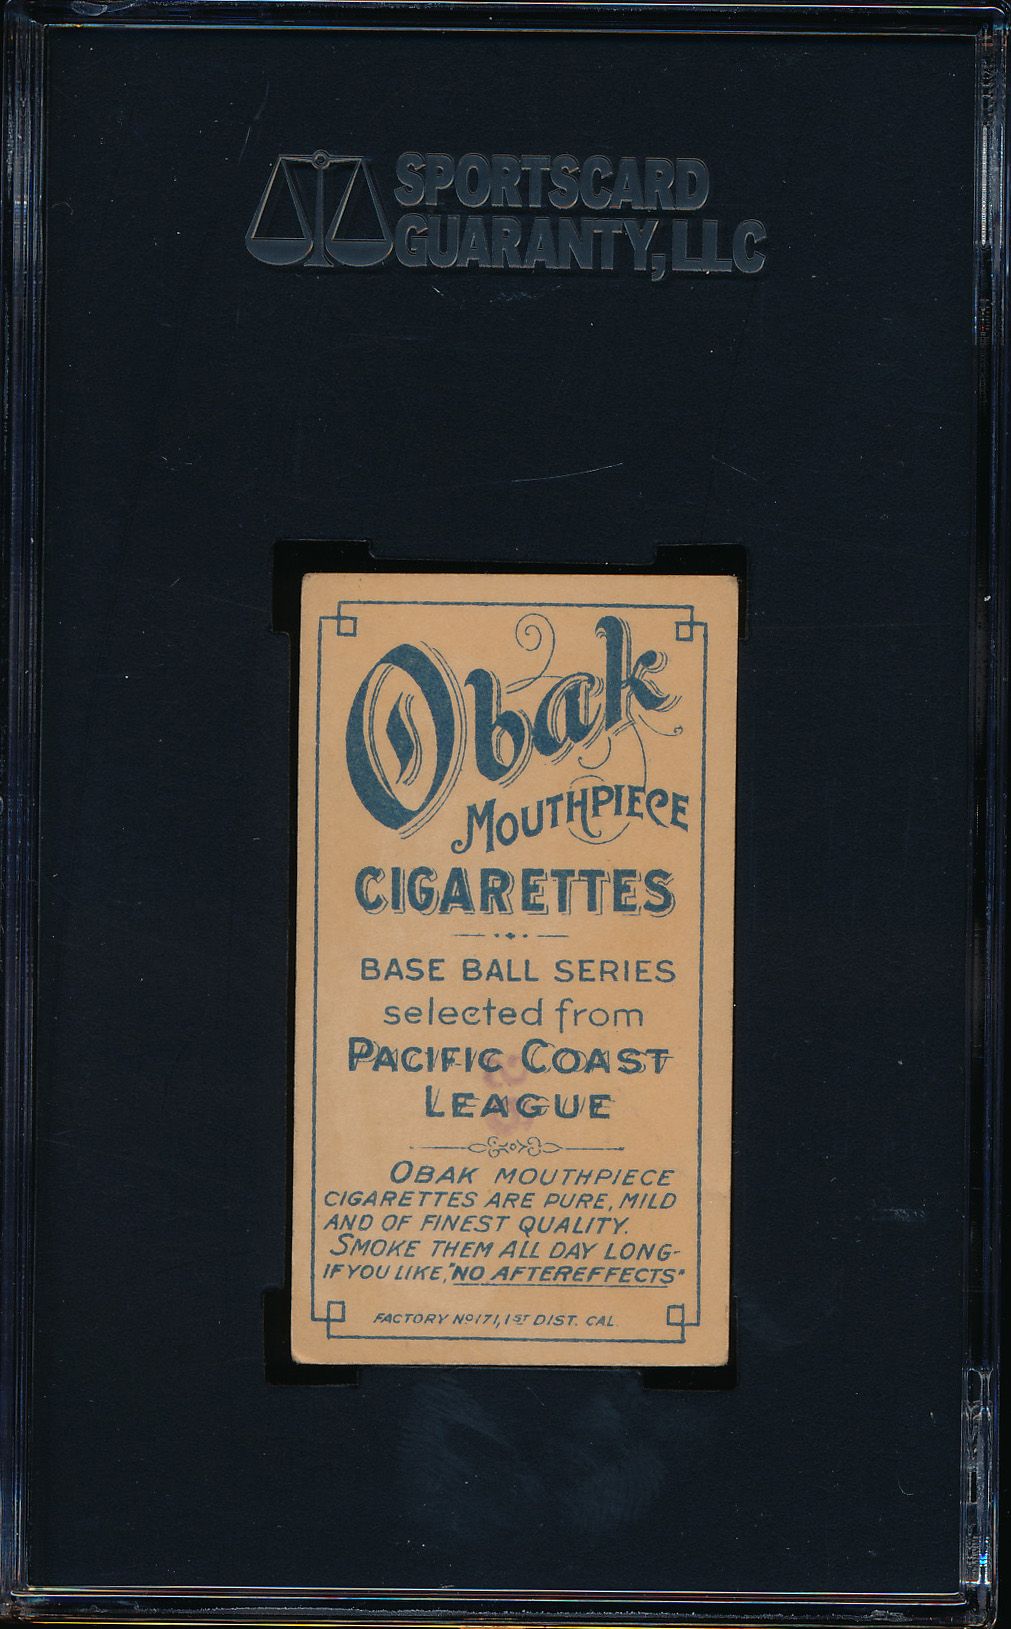 SPORTSCARD
GUARANTY, LLC
Obak
MOUTHPIECE
CIGARETTES
BASE BALL SERIES
selected from
PACIFIC COAST
LEAGUE
OBAK MOUTHPIECE
CIGARETTES ARE PURE, MILD
AND OF FINEST QUALITY.
SMOKE THEM ALL DAY LONG-
IF YOU LIKE, "NO AFTEREFFECTS"
FACTORY No 171, 1ST DIST. CAL.